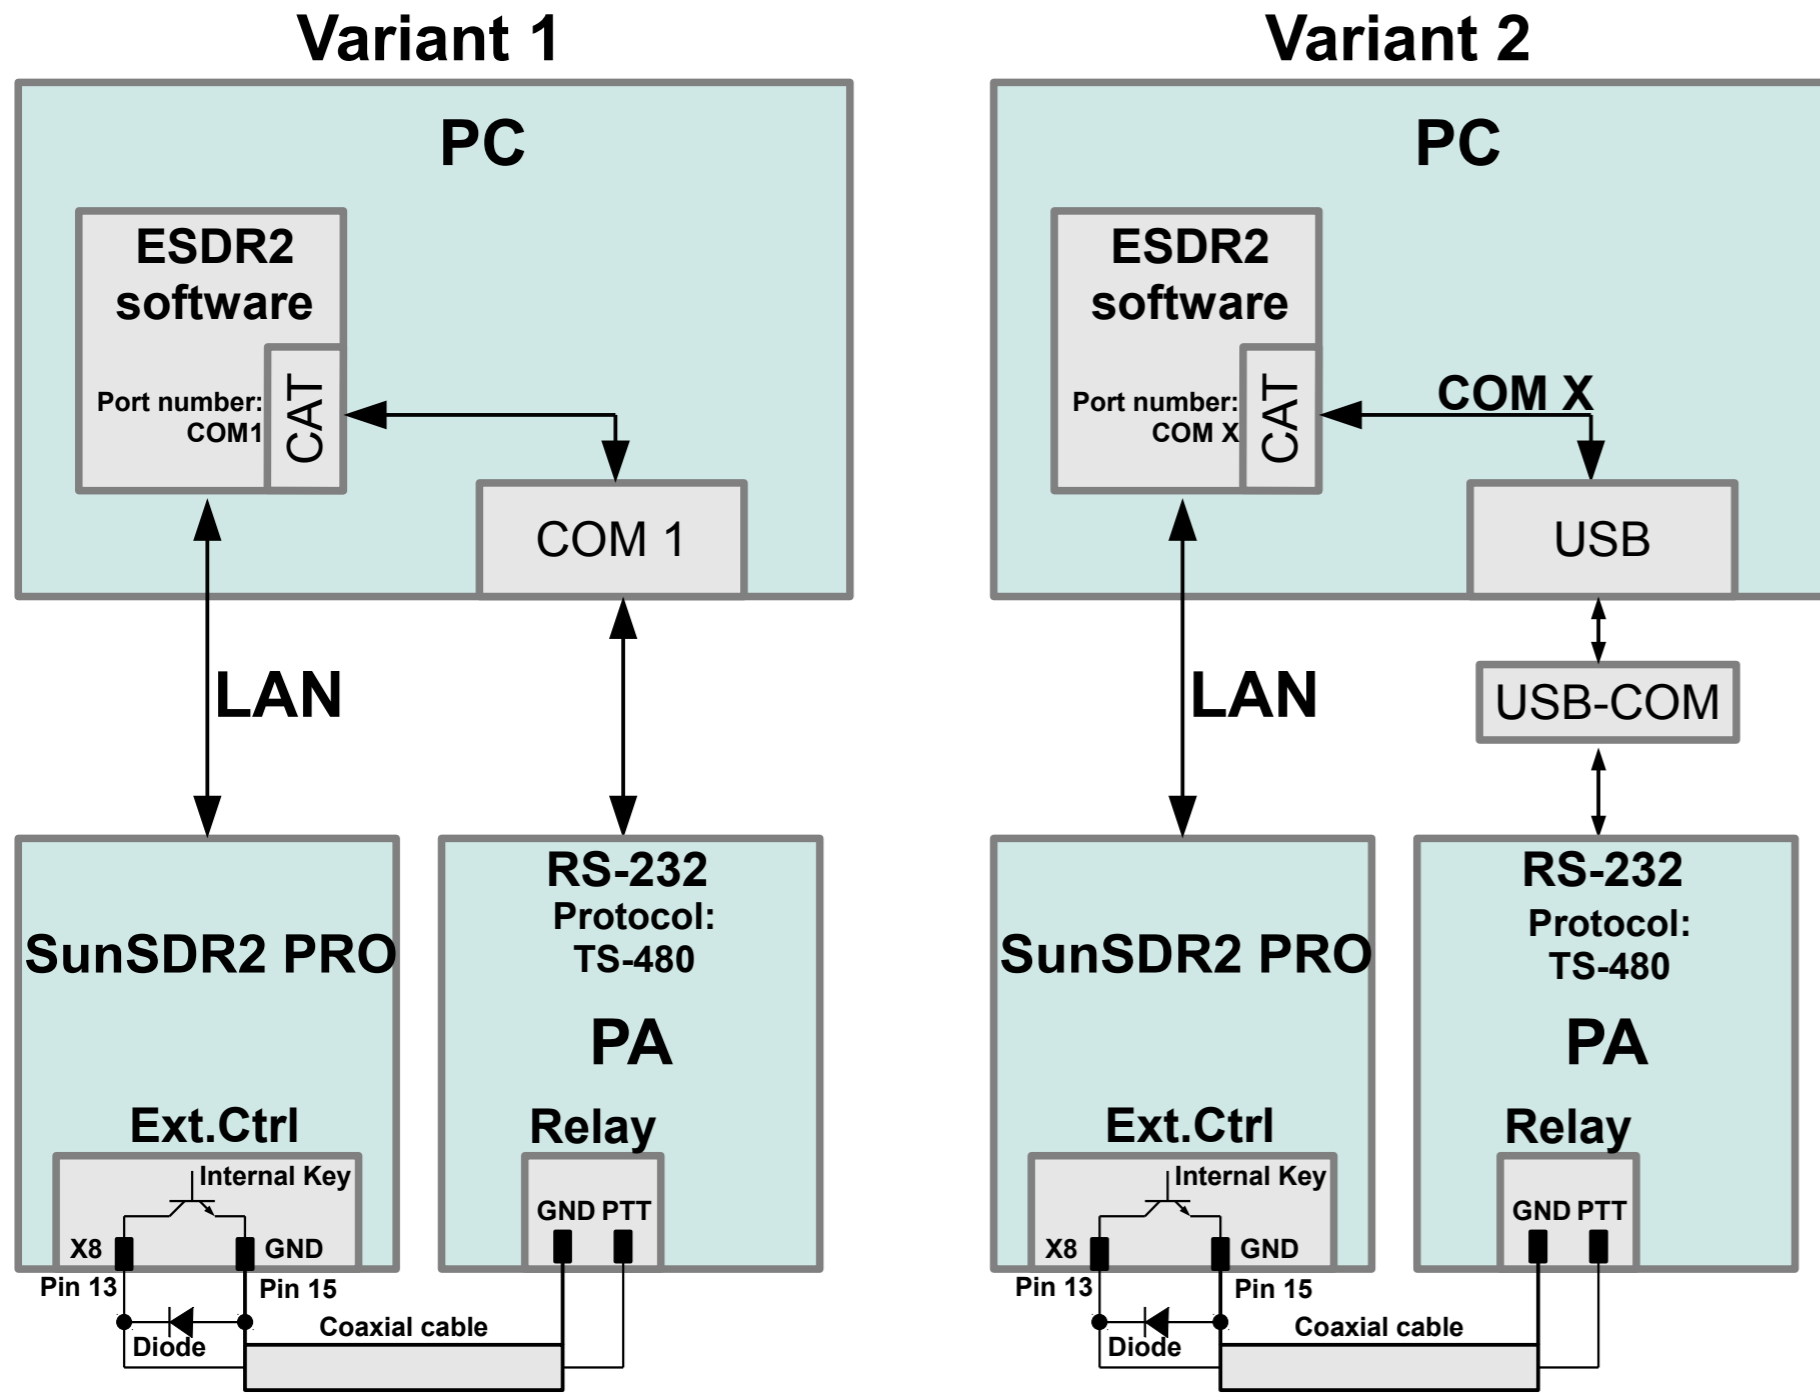 Variant 1
PC
ESDR2
software
Port number:
COM1
CAT
COM 1
LAN
SunSDR2 PRO
RS-232
Protocol:
TS-480
PA
Ext.Ctrl
Relay
Internal Key
GND PTT
X8
GND
Pin 13
Pin 15
Diode
Coaxial cable
Variant 2
PC
ESDR2
software
Port number:
COM X
CAT
COM X
USB
LAN
USB-COM
SunSDR2 PRO
RS-232
Protocol:
TS-480
PA
Ext.Ctrl
Relay
Internal Key
GND PTT
X8
GND
Pin 13
Pin 15
Diode
Coaxial cable